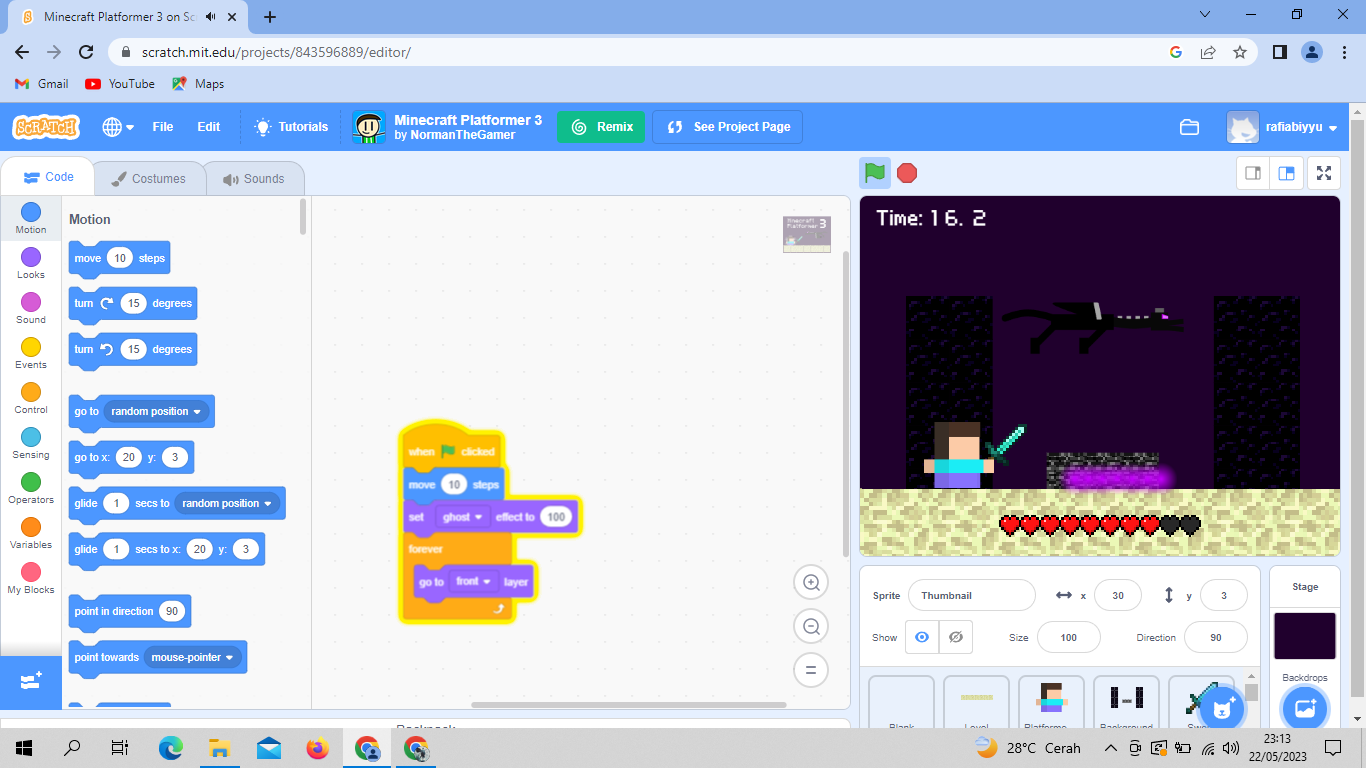 Minecraft Platformer 3 on Sc
scratch.mit.edu/projects/843596889/editor/
Gmail
YouTube
Maps
SCRATCH
File
Edit
Tutorials
Minecraft Platformer 3
by NormanTheGamer
Remix
See Project Page
rafiabiyyu
Code
Costumes
Sounds
Motion
Looks
Sound
Events
Control
Sensing
Operators
Variables
My Blocks
Motion
move 10 steps
turn 15 degrees
turn 15 degrees
go to random position
go to x: 20 y: 3
glide 1 secs to random position
glide 1 secs to x: 20 y: 3
point in direction 90
point towards mouse-pointer
Minecraft
Platformer 3
when clicked
move 10 steps
set ghost effect to 100
forever
go to front layer
Time: 16. 2
Sprite Thumbnail x 30 y 3
Show Size 100 Direction 90
Stage
Backdrops
Blank
Level
Platforme...
Background
Backpack
28°C Cerah
23:13
22/05/2023